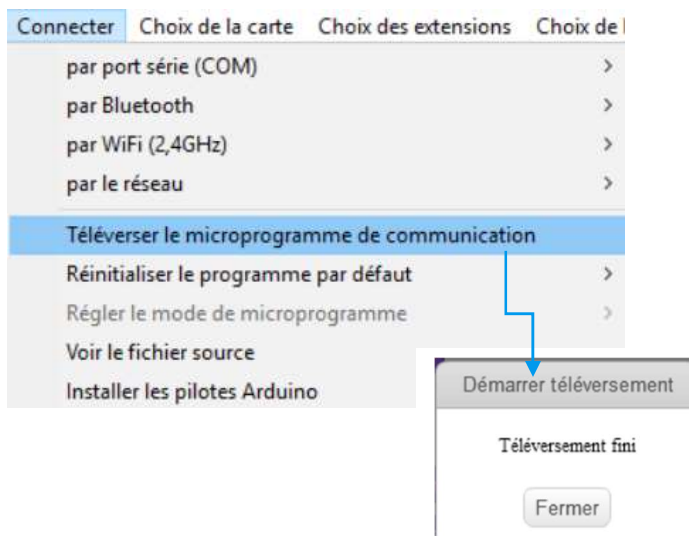 Connecter Choix de la carte Choix des extensions Choix de
par port série (COM)
par Bluetooth
par WiFi (2,4GHz)
par le réseau
Téléverser le microprogramme de communication
Réinitialiser le programme par défaut
Régler le mode de microprogramme
Voir le fichier source
Installer les pilotes Arduino
Démarrer téléversement
Téléversement fini
Fermer